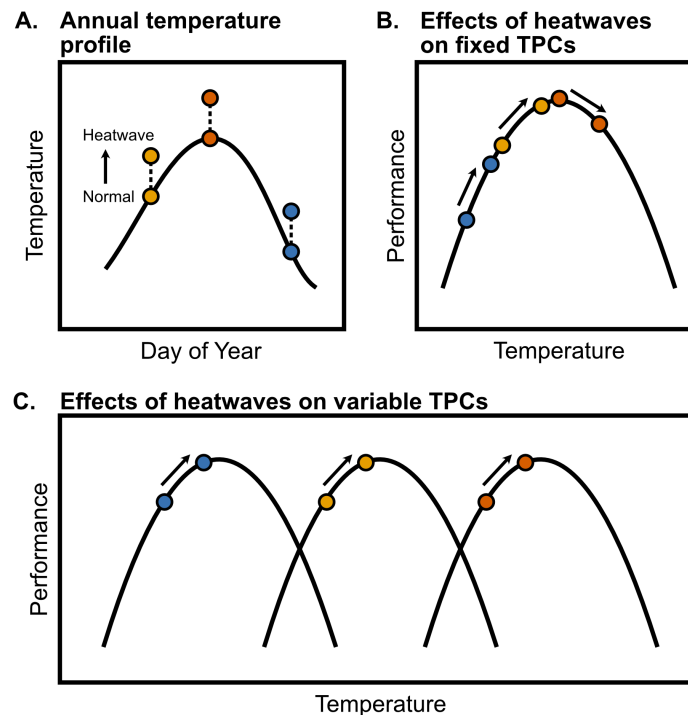 A. Annual temperature
profile
Temperature
Heatwave
Normal
Day of Year
B. Effects of heatwaves
on fixed TPCs
Performance
Temperature
C. Effects of heatwaves on variable TPCs
Performance
Temperature